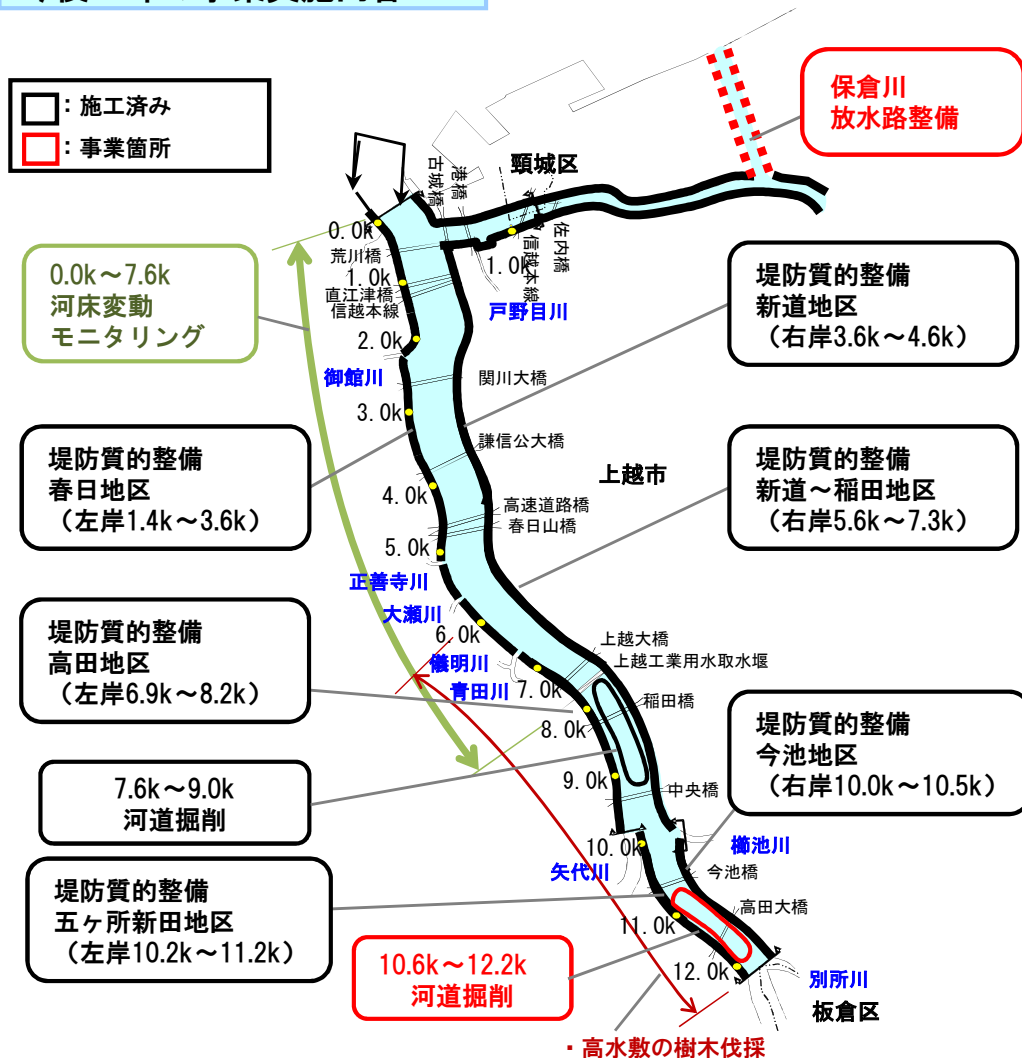 ：施工済み
：事業箇所
保倉川
放水路整備
頸城区
港橋
古城橋
佐内橋
信越本線
0.0k
荒川橋
1.0k
1.0k
直江津橋
信越本線
戸野目川
0.0k～7.6k
河床変動
モニタリング
堤防質的整備
新道地区
（右岸3.6k～4.6k）
2.0k
御館川
関川大橋
3.0k
謙信公大橋
堤防質的整備
春日地区
（左岸1.4k～3.6k）
上越市
堤防質的整備
新道～稲田地区
（右岸5.6k～7.3k）
4.0k
高速道路橋
春日山橋
5.0k
正善寺川
大瀬川
6.0k
堤防質的整備
高田地区
（左岸6.9k～8.2k）
上越大橋
上越工業用水取水堰
儀明川
青田川
7.0k
稲田橋
8.0k
堤防質的整備
今池地区
（右岸10.0k～10.5k）
9.0k
中央橋
7.6k～9.0k
河道掘削
10.0k
櫛池川
矢代川
今池橋
堤防質的整備
五ヶ所新田地区
（左岸10.2k～11.2k）
高田大橋
11.0k
10.6k～12.2k
河道掘削
12.0k
別所川
板倉区
・高水敷の樹木伐採